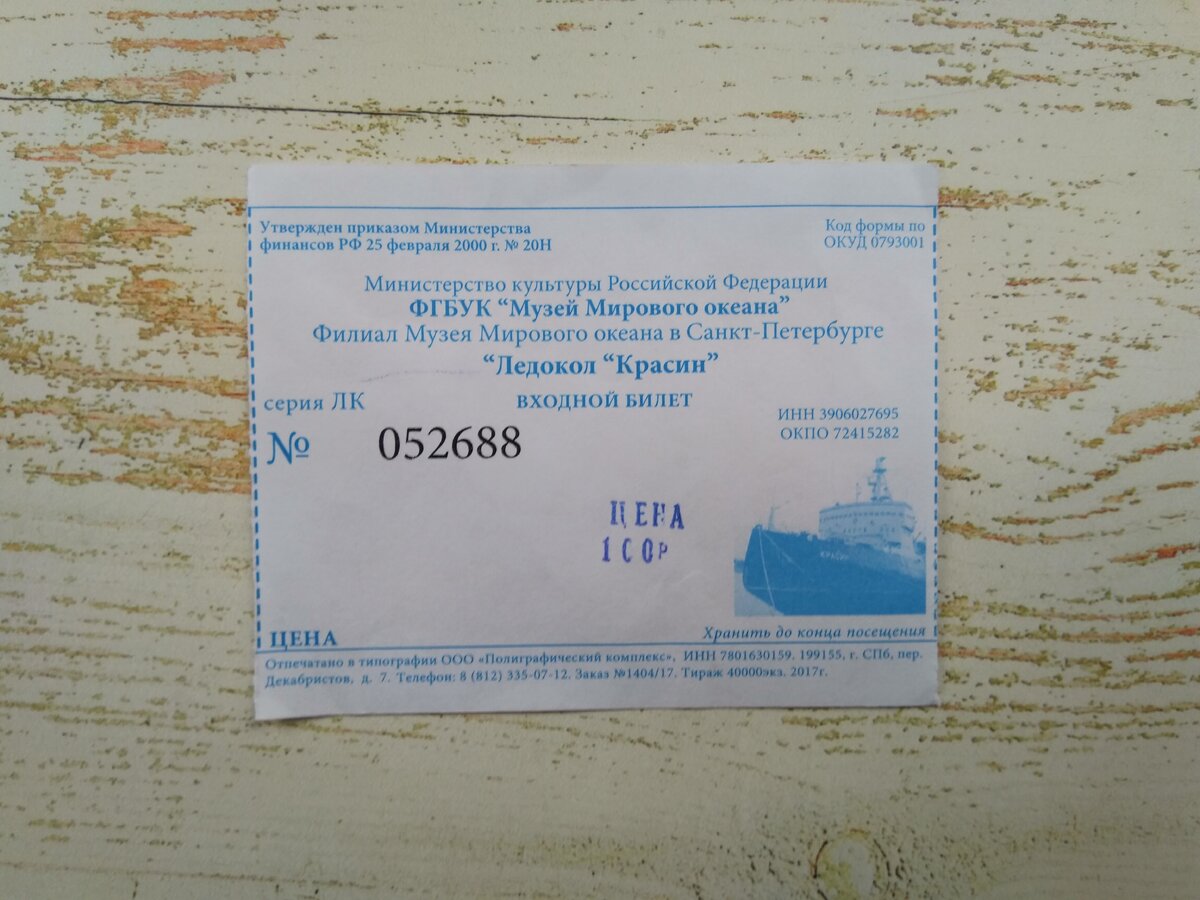 Утвержден приказом Министерства
финансов РФ 25 февраля 2000 г. № 20Н
Код формы по
ОКУД 0793001
Министерство культуры Российской Федерации
ФГБУК “Музей Мирового океана”
Филиал Музея Мирового океана в Санкт-Петербурге
“Ледокол “Красин”
серия ЛК
ВХОДНОЙ БИЛЕТ
ИНН 3906027695
ОКПО 72415282
№ 052688
ЦЕНА
1С0Р
КРАСИН
ЦЕНА
Хранить до конца посещения
Отпечатано в типографии ООО «Полиграфический комплекс», ИНН 7801630159. 199155, г. СПб, пер.
Декабристов, д. 7. Телефон: 8 (812) 335-07-12. Заказ №1404/17. Тираж 40000экз. 2017г.